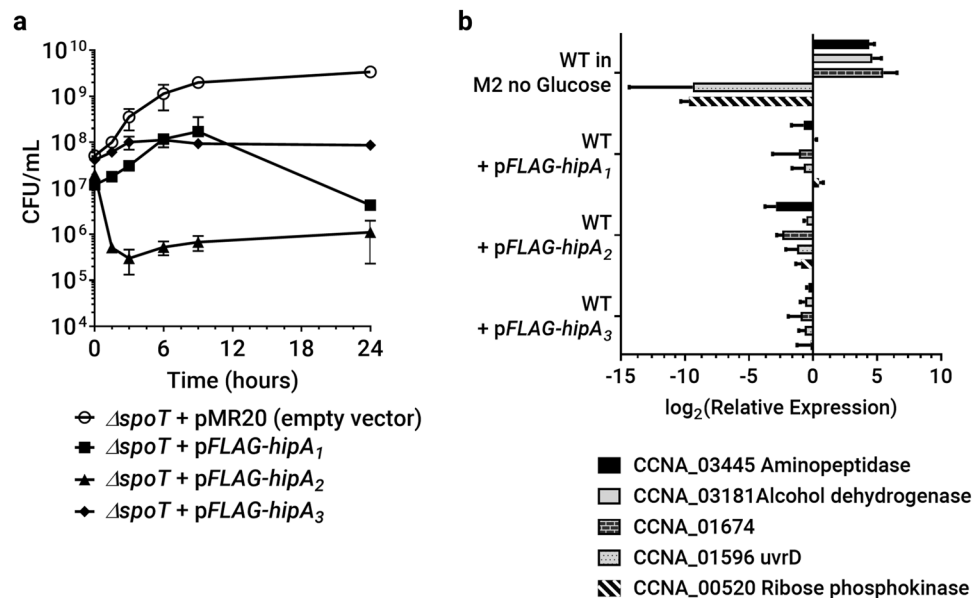 a
CFU/mL
10^10
10^9
10^8
10^7
10^6
10^5
10^4
0 6 12 18 24
Time (hours)
ΔspoT + pMR20 (empty vector)
ΔspoT + pFLAG-hipA1
ΔspoT + pFLAG-hipA2
ΔspoT + pFLAG-hipA3
b
WT in
M2 no Glucose
WT
+ pFLAG-hipA1
WT
+ pFLAG-hipA2
WT
+ pFLAG-hipA3
-15 -10 -5 0 5 10
log2(Relative Expression)
CCNA_03445 Aminopeptidase
CCNA_03181Alcohol dehydrogenase
CCNA_01674
CCNA_01596 uvrD
CCNA_00520 Ribose phosphokinase